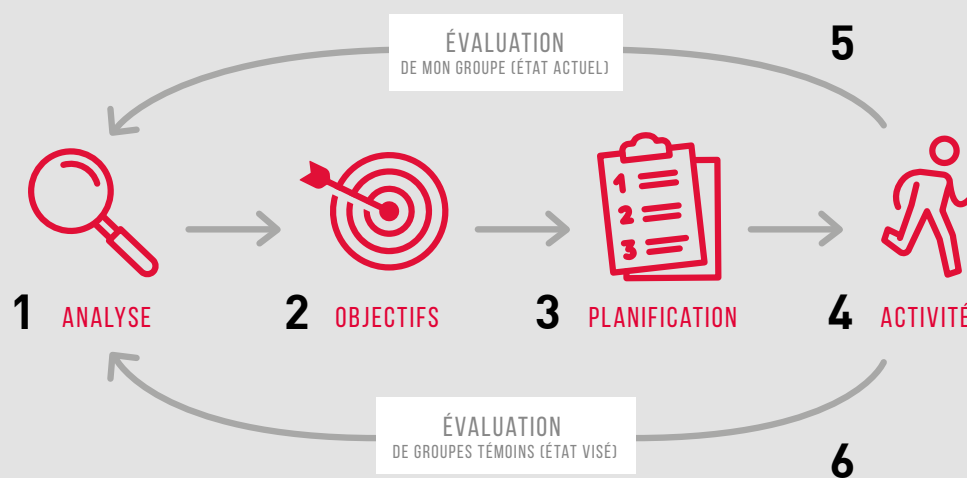 ÉVALUATION
DE MON GROUPE (ÉTAT ACTUEL)
5
1
2
3
1 ANALYSE
2 OBJECTIFS
3 PLANIFICATION
4 ACTIVITÉ
ÉVALUATION
DE GROUPES TÉMOINS (ÉTAT VISÉ)
6